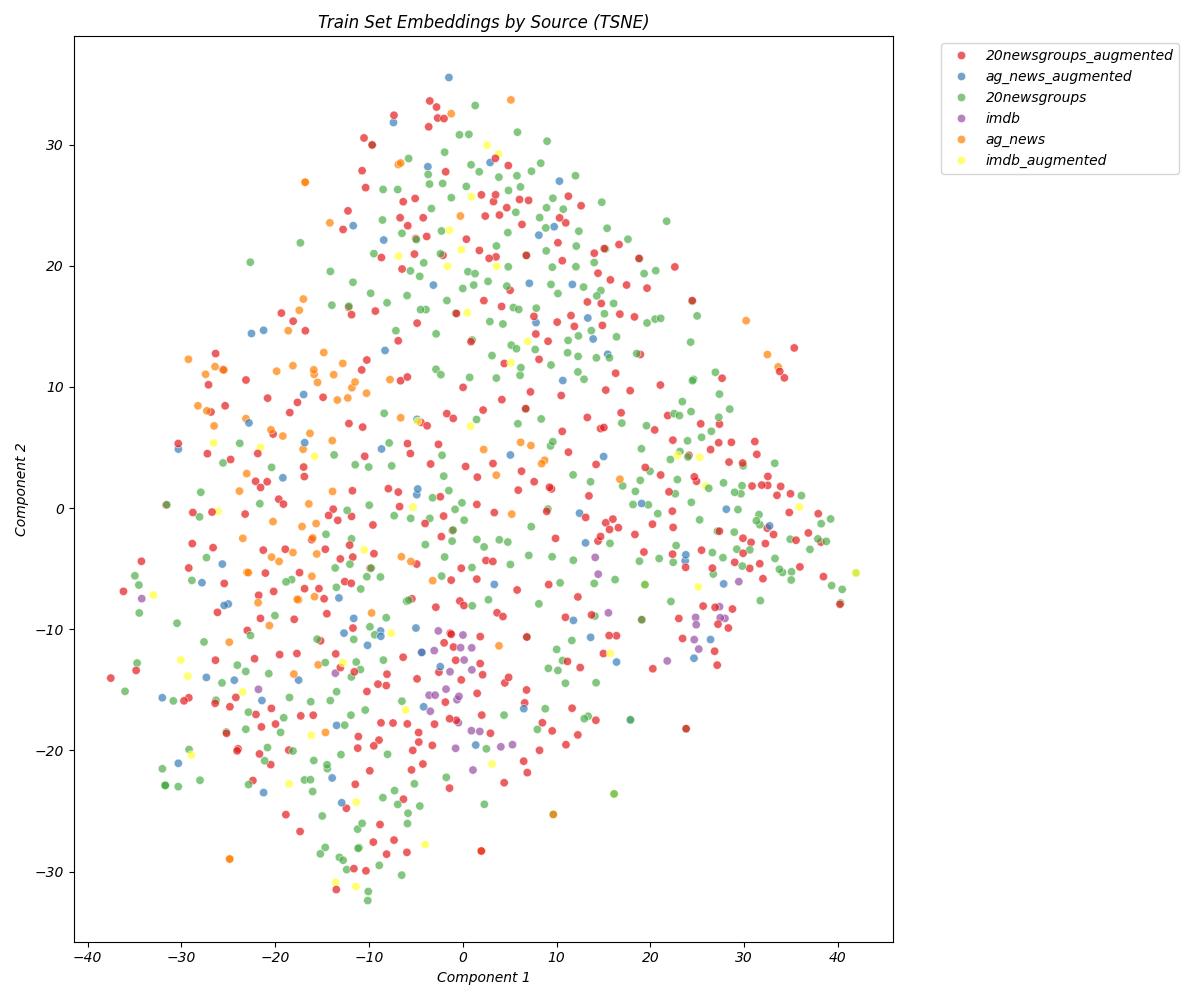 Train Set Embeddings by Source (TSNE)
20newsgroups_augmented
ag_news_augmented
20newsgroups
imdb
ag_news
imdb_augmented
30
20
10
0
−10
−20
−30
−40
−30
−20
−10
0
10
20
30
40
Component 2
Component 1